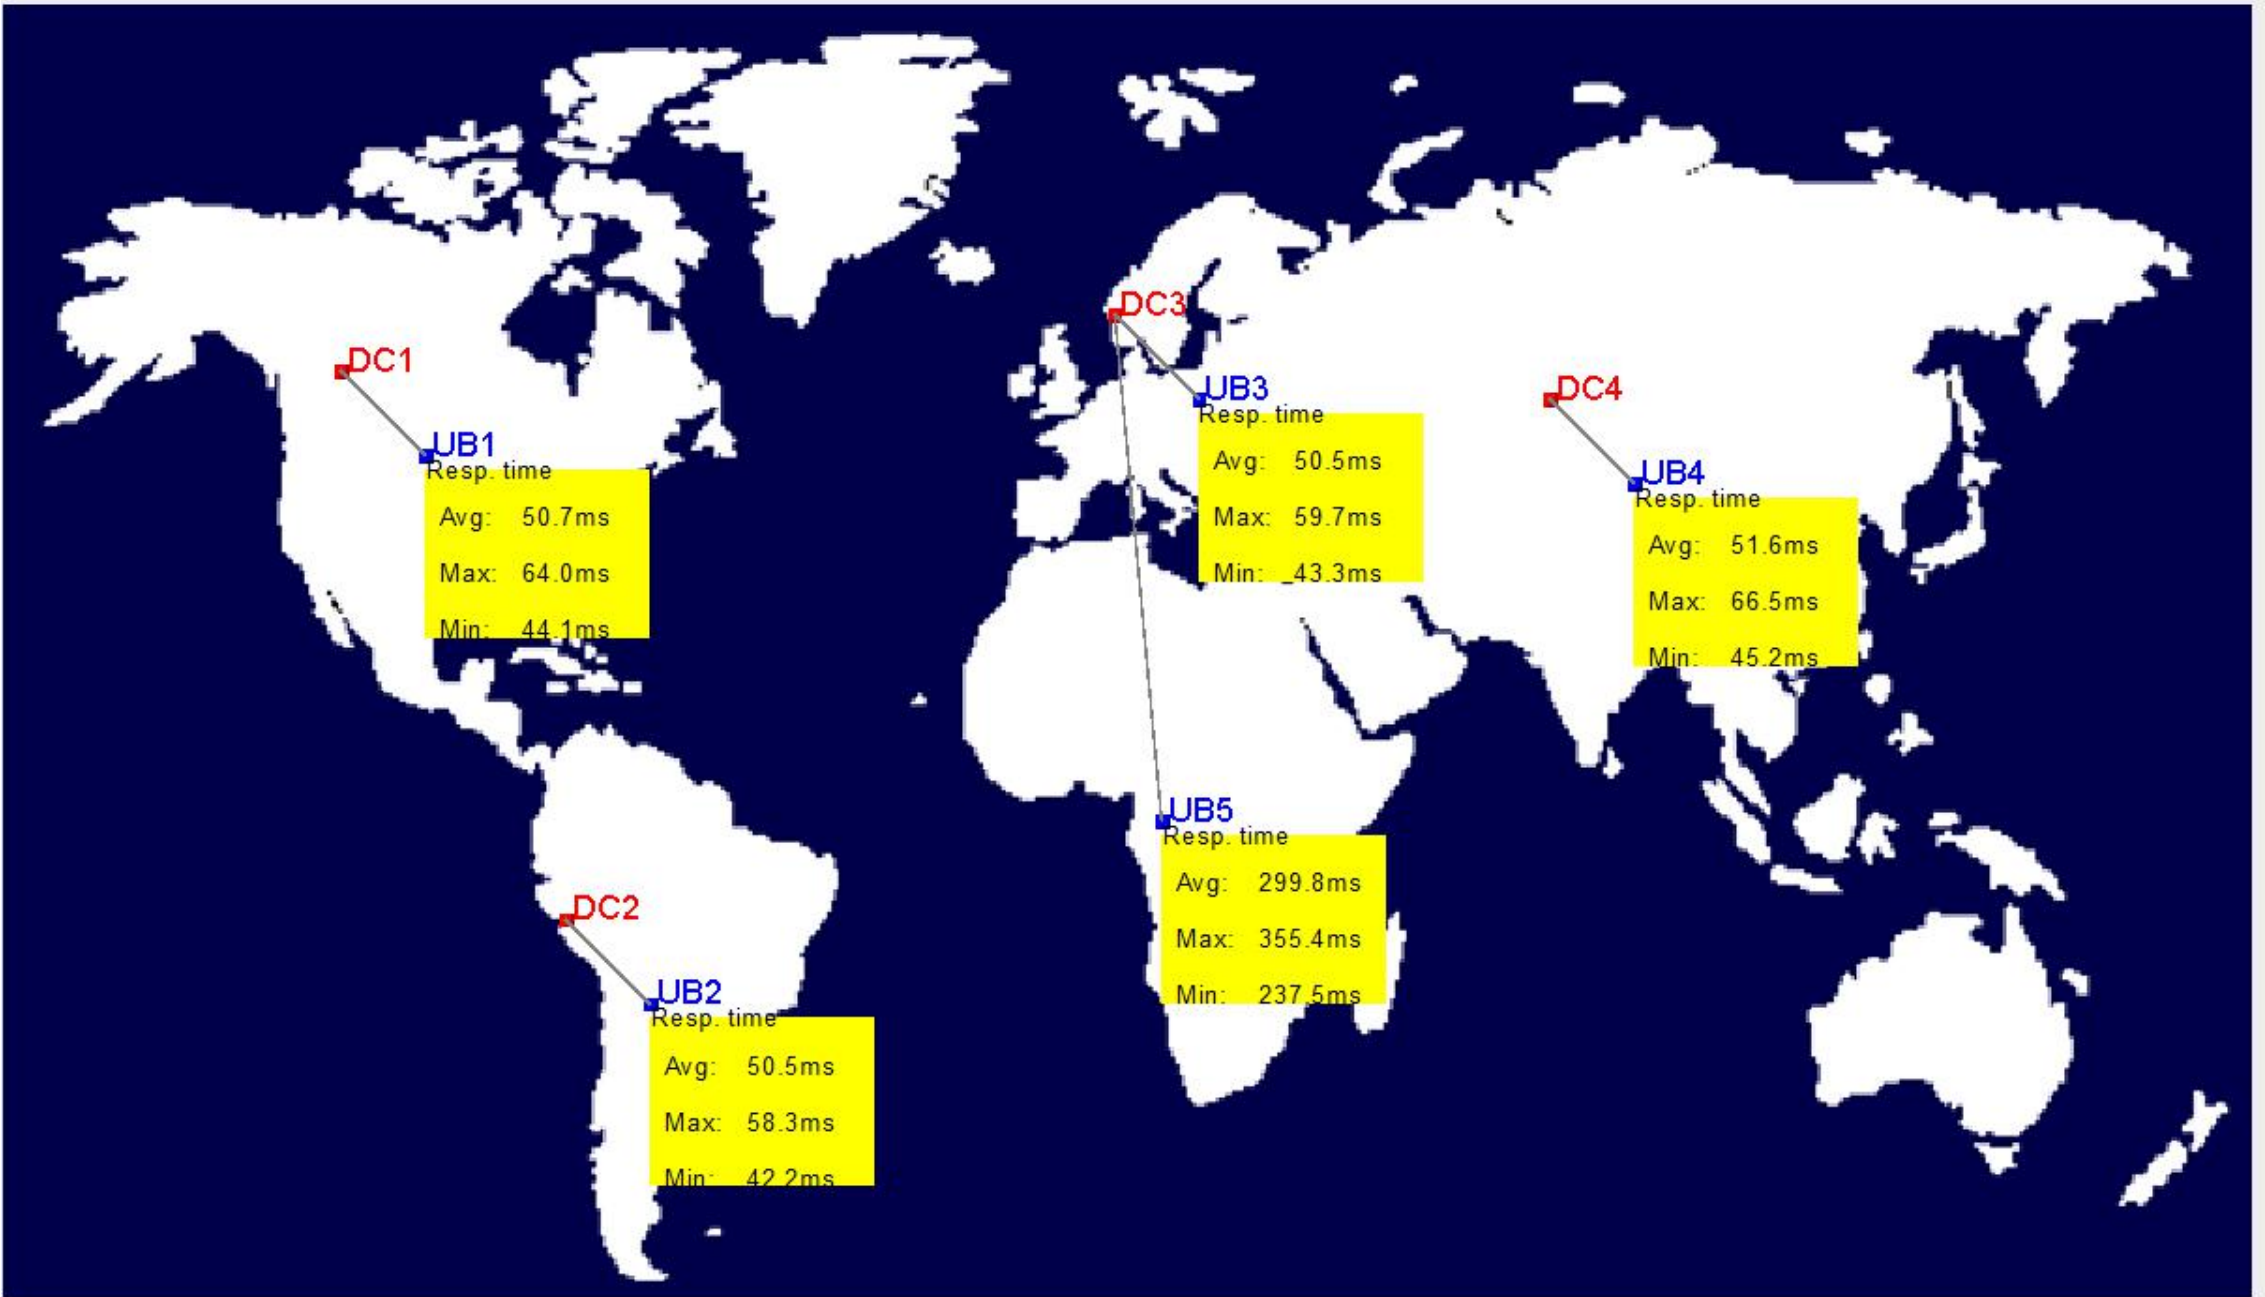 DC3
DC1
DC4
UB3
Resp. time
Avg: 50.5ms
Max: 59.7ms
Min: 43.3ms
UB1
Resp. time
Avg: 50.7ms
Max: 64.0ms
Min: 44.1ms
UB4
Resp. time
Avg: 51.6ms
Max: 66.5ms
Min: 45.2ms
UB5
Resp. time
Avg: 299.8ms
Max: 355.4ms
Min: 237.5ms
DC2
UB2
Resp. time
Avg: 50.5ms
Max: 58.3ms
Min: 42.2ms